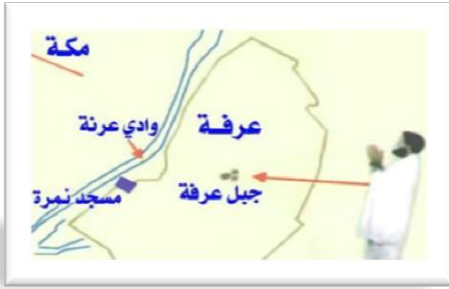 مكة
عرفة
وادي عرنة
جبل عرفة
مسجد نمرة